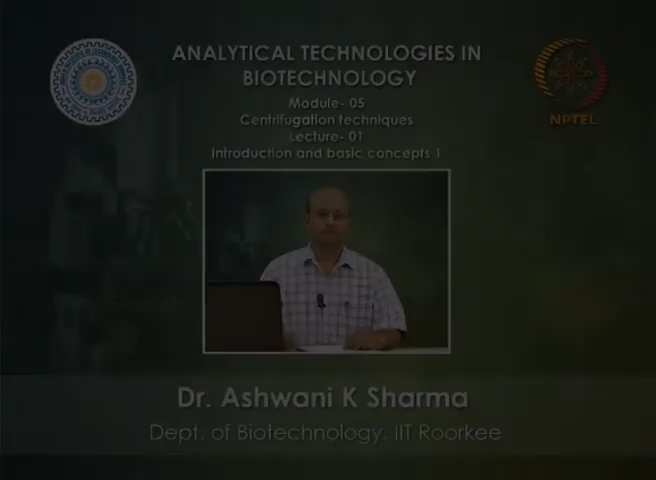 ANALYTICAL TECHNOLOGIES IN
BIOTECHNOLOGY
Module- 05
Centrifugation techniques
Lecture- 01
Introduction and basic concepts 1
NPTEL
Dr. Ashwani K Sharma
Dept. of Biotechnology. IIT Roorkee